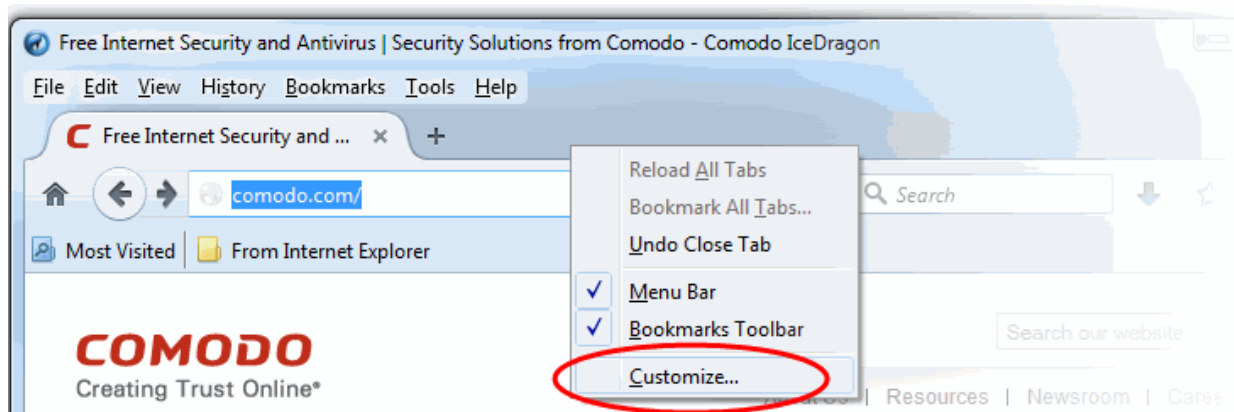 Free Internet Security and Antivirus | Security Solutions from Comodo - Comodo IceDragon
File Edit View History Bookmarks Tools Help
C Free Internet Security and ... × +
comodo.com/
Search
Most Visited
From Internet Explorer
Reload All Tabs
Bookmark All Tabs...
Undo Close Tab
Menu Bar
Bookmarks Toolbar
Customize...
COMODO
Creating Trust Online®
Search our website
| Resources | Newsroom |